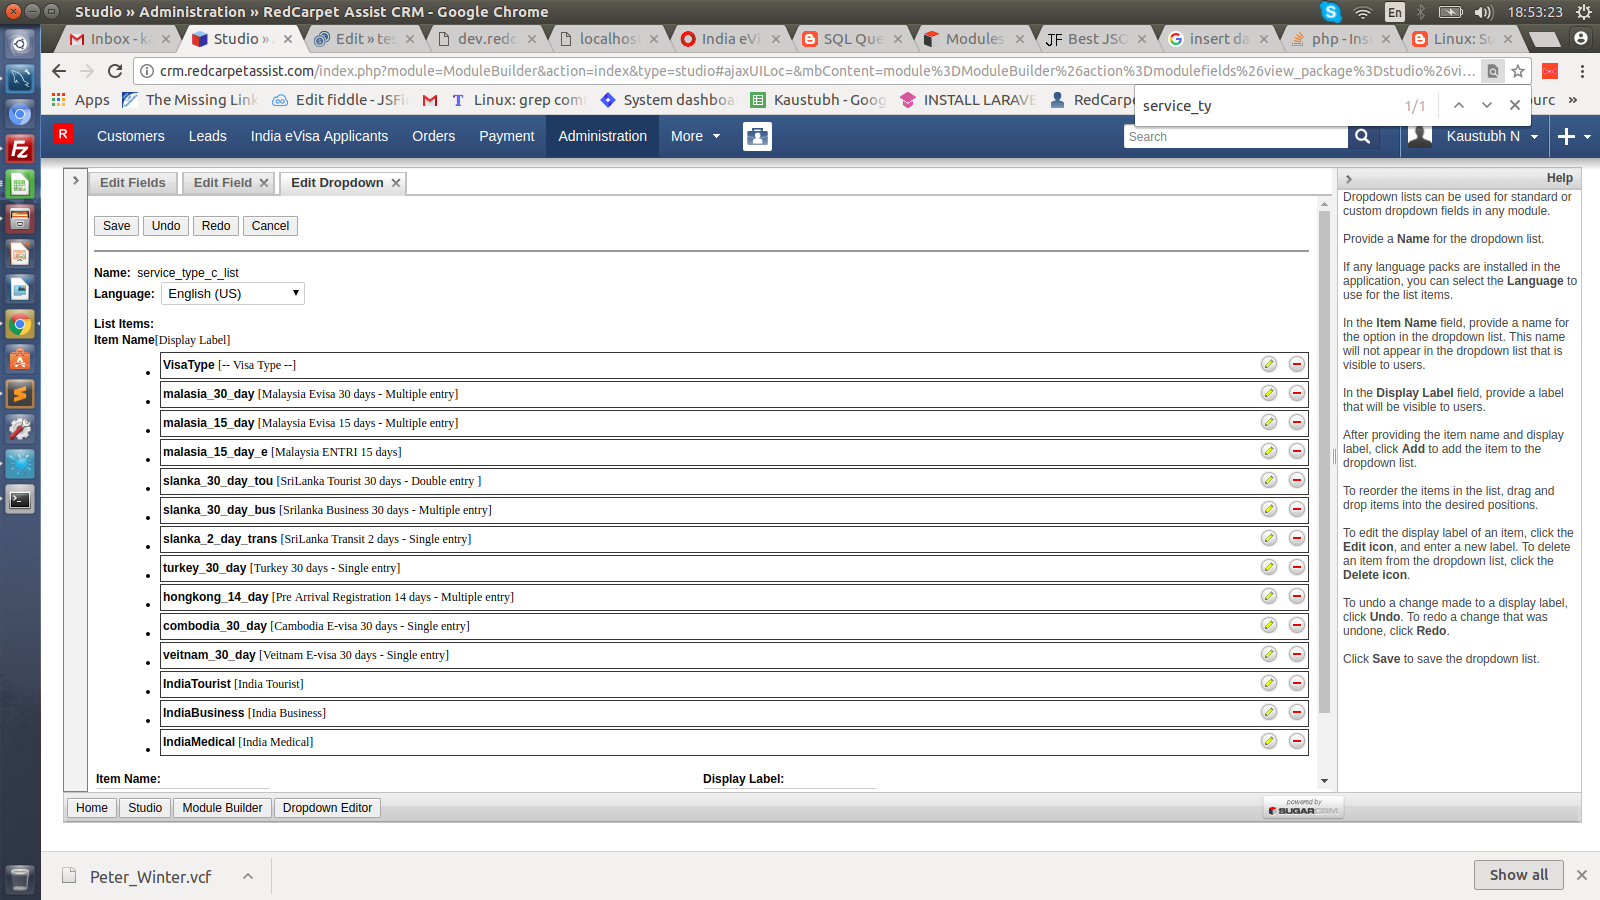 Studio »» Administration »» RedCarpet Assist CRM - Google Chrome
En
18:53:23
Inbox - k
Studio »
Edit » tes
dev.redc
localhos
India eVi
SQL Que
Modules
JF Best JSO
insert da
php - Ins
Linux: Su
crm.redcarpetassist.com/index.php?module=ModuleBuilder&action=index&type=studio#ajaxUILoc=&mbContent=module%3DModuleBuilder%26action%3Dmodulefields%26view_package%3Dstudio%26vi...
Apps
The Missing Link
Edit fiddle - JSFi
Linux: grep comm
System dashboa
Kaustubh - Goog
INSTALL LARAVE
RedCarpe
ourc
»
service_ty
1/1
R
Customers
Leads
India eVisa Customers
Orders
Payment
Administration
More
Search
Kaustubh N
Edit Fields
Edit Field
Edit Dropdown
Save
Undo
Redo
Cancel
Name: service_type_c_list
Language: English (US)
List Items:
Item Name[Display Label]
VisaType [-- Visa Type --]
malasia_30_day [Malaysia Evisa 30 days - Multiple entry]
malasia_15_day [Malaysia Evisa 15 days - Multiple entry]
malasia_15_day_e [Malaysia ENTRI 15 days]
slanka_30_day_tou [SriLanka Tourist 30 days - Double entry ]
slanka_30_day_bus [Srilanka Business 30 days - Multiple entry]
slanka_2_day_trans [SriLanka Transit 2 days - Single entry]
turkey_30_day [Turkey 30 days - Single entry]
hongkong_14_day [Pre Arrival Registration 14 days - Multiple entry]
combodia_30_day [Cambodia E-visa 30 days - Single entry]
veitnam_30_day [Veitnam E-visa 30 days - Single entry]
IndiaTourist [India Tourist]
IndiaBusiness [India Business]
IndiaMedical [India Medical]
Item Name:
Display Label:
Help
Dropdown lists can be used for standard or
custom dropdown fields in any module.
Provide a Name for the dropdown list.
If any language packs are installed in the
application, you can select the Language to
use for the list items.
In the Item Name field, provide a name for
the option in the dropdown list. This name
will not appear in the dropdown list that is
visible to users.
In the Display Label field, provide a label
that will be visible to users.
After providing the item name and display
label, click Add to add the item to the
dropdown list.
To reorder the items in the list, drag and
drop items into the desired positions.
To edit the display label of an item, click the
Edit icon, and enter a new label. To delete
an item from the dropdown list, click the
Delete icon.
To undo a change made to a display label,
click Undo. To redo a change that was
undone, click Redo.
Click Save to save the dropdown list.
Home
Studio
Module Builder
Dropdown Editor
powered by
SUGARCRM
Peter_Winter.vcf
Show all